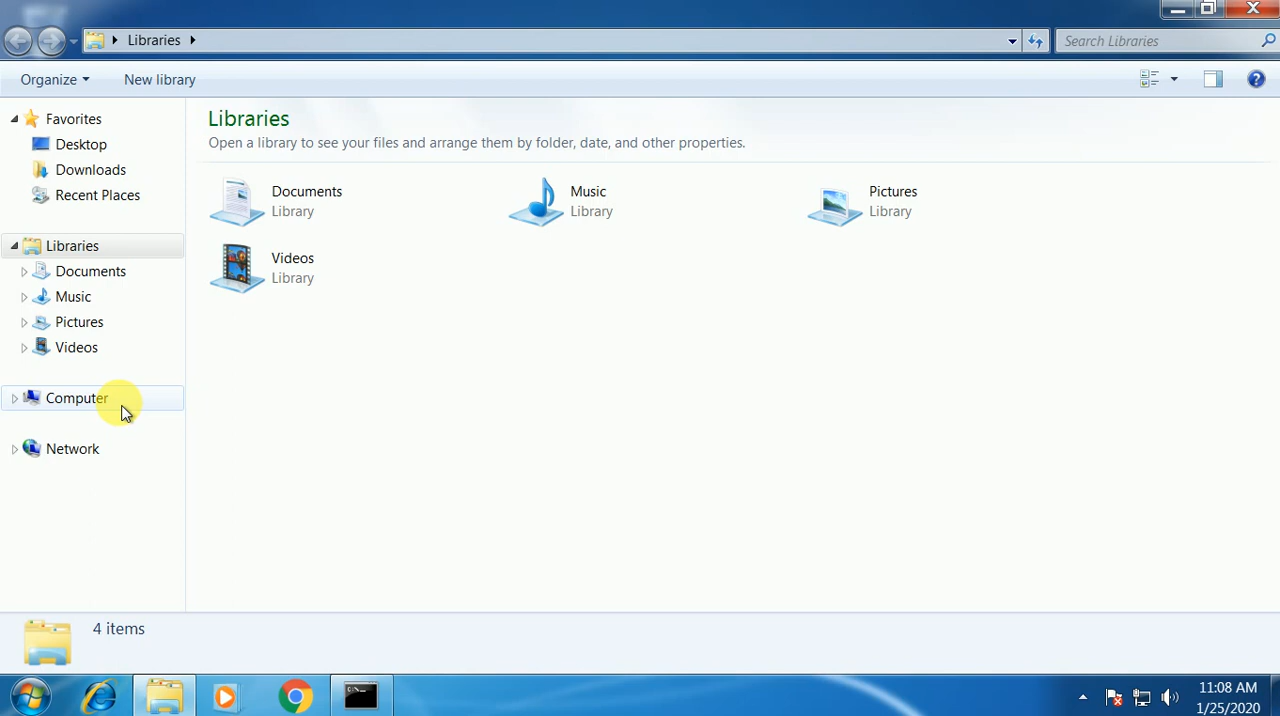 Libraries
Search Libraries
Organize
New library
Favorites
Desktop
Downloads
Recent Places
Libraries
Documents
Music
Pictures
Videos
Computer
Network
Libraries
Open a library to see your files and arrange them by folder, date, and other properties.
Documents
Library
Music
Library
Pictures
Library
Videos
Library
4 items
11:08 AM
1/25/2020